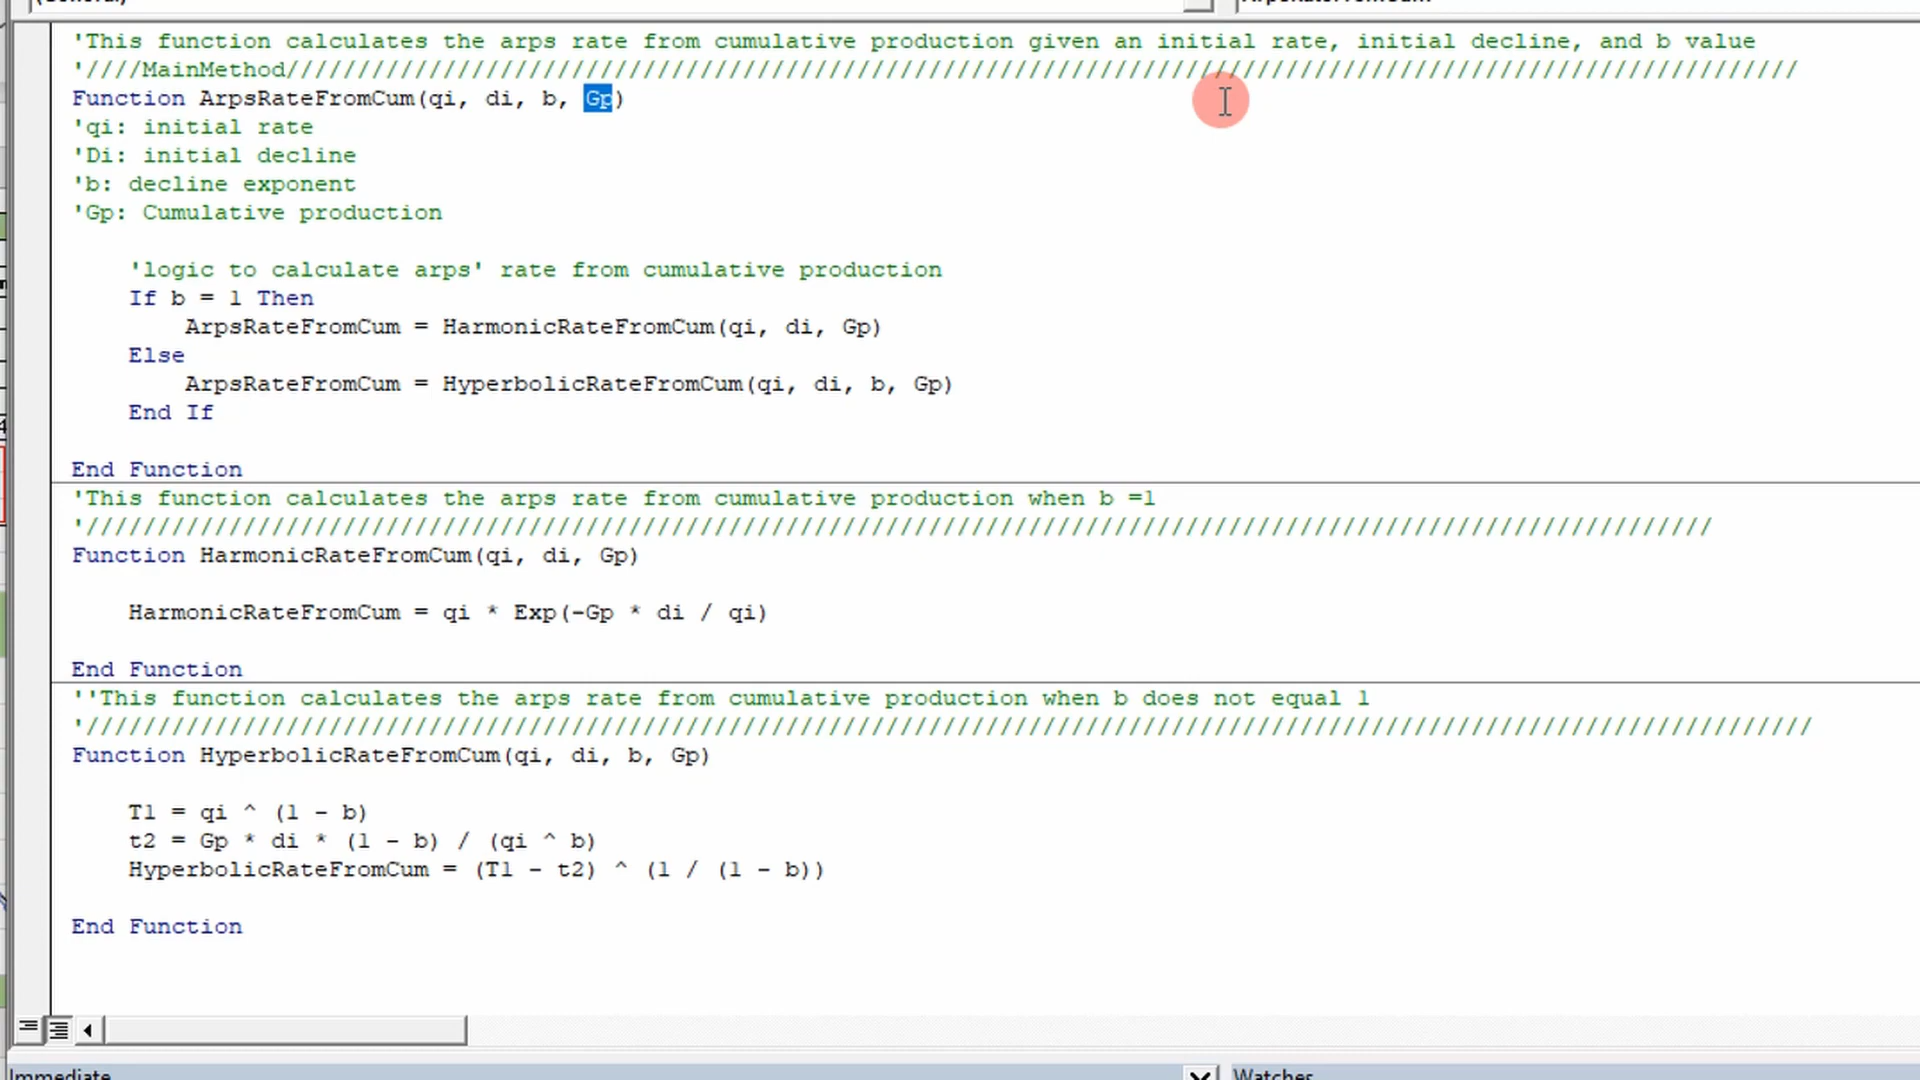 'This function calculates the arps rate from cumulative production given an initial rate, initial decline, and b value
'////MainMethod//////////////////////////////////////////////////////////////////////////////////////////////////////////
Function ArpsRateFromCum(qi, di, b, Gp)
'qi: initial rate
'Di: initial decline
'b: decline exponent
'Gp: Cumulative production
'logic to calculate arps' rate from cumulative production
If b = 1 Then
ArpsRateFromCum = HarmonicRateFromCum(qi, di, Gp)
Else
ArpsRateFromCum = HyperbolicRateFromCum(qi, di, b, Gp)
End If
End Function
'This function calculates the arps rate from cumulative production when b =1
'//////////////////////////////////////////////////////////////////////////////////////////////////////////////////
Function HarmonicRateFromCum(qi, di, Gp)
HarmonicRateFromCum = qi * Exp(-Gp * di / qi)
End Function
''This function calculates the arps rate from cumulative production when b does not equal 1
'/////////////////////////////////////////////////////////////////////////////////////////////////////////////////////////
Function HyperbolicRateFromCum(qi, di, b, Gp)
T1 = qi ^ (1 - b)
t2 = Gp * di * (1 - b) / (qi ^ b)
HyperbolicRateFromCum = (T1 - t2) ^ (1 / (1 - b))
End Function
Immediate
Watches